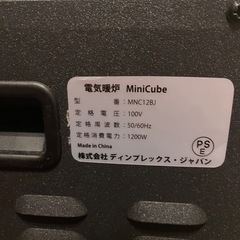 電気暖炉 MiniCube
型 番 : MNC12BJ
定 格 電 圧 : 100V
定 格 周 波 数 : 50/60Hz
定格消費電力 : 1200W
Made in China
PS
E
株式会社ディンプレックス・ジャパン